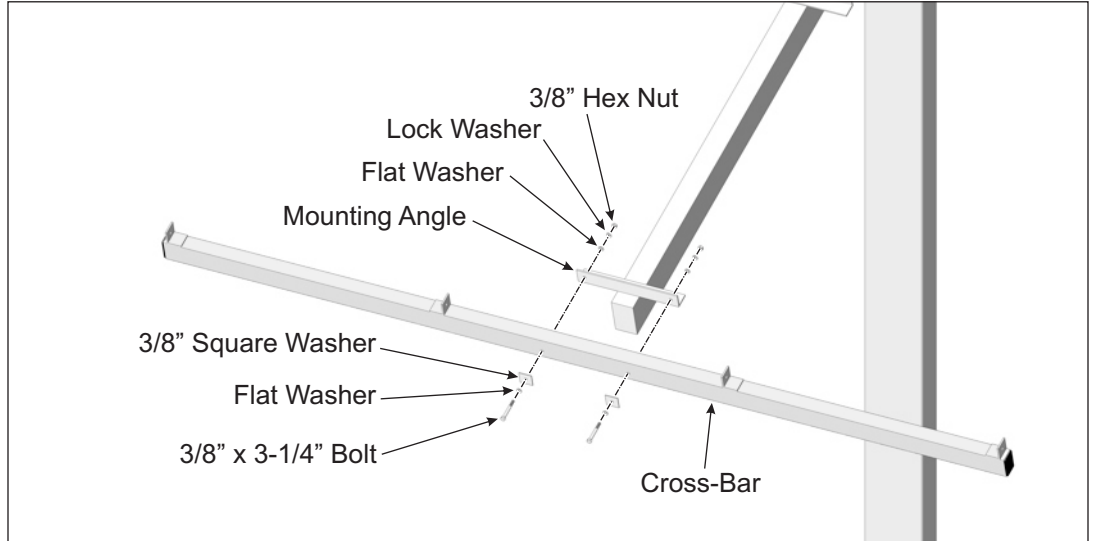 3/8” Hex Nut
Lock Washer
Flat Washer
Mounting Angle
3/8” Square Washer
Flat Washer
3/8” x 3-1/4” Bolt
Cross-Bar